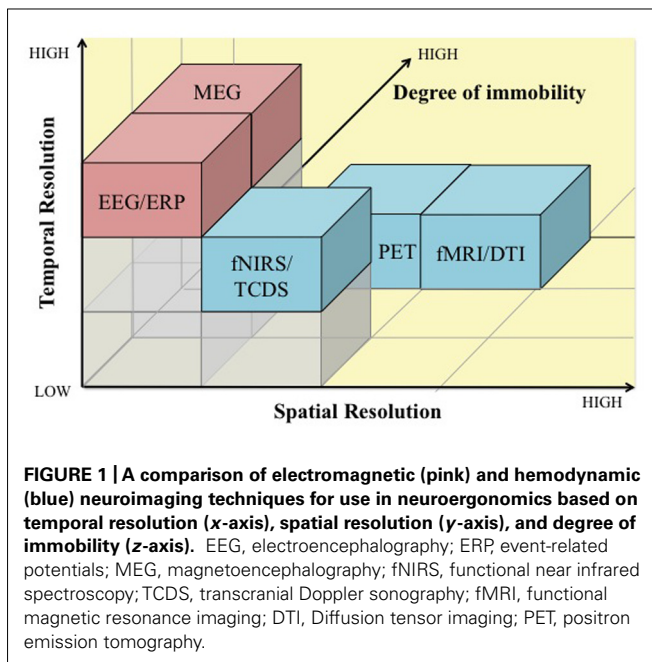 HIGH
HIGH
MEG
Degree of immobility
Temporal Resolution
EEG/ERP
fNIRS/
TCDS
PET
fMRI/DTI
LOW
HIGH
Spatial Resolution
FIGURE 1 | A comparison of electromagnetic (pink) and hemodynamic
(blue) neuroimaging techniques for use in neuroergonomics based on
temporal resolution (x-axis), spatial resolution (y-axis), and degree of
immobility (z-axis). EEG, electroencephalography; ERP, event-related
potentials; MEG, magnetoencephalography; fNIRS, functional near infrared
spectroscopy; TCDS, transcranial Doppler sonography; fMRI, functional
magnetic resonance imaging; DTI, Diffusion tensor imaging; PET, positron
emission tomography.